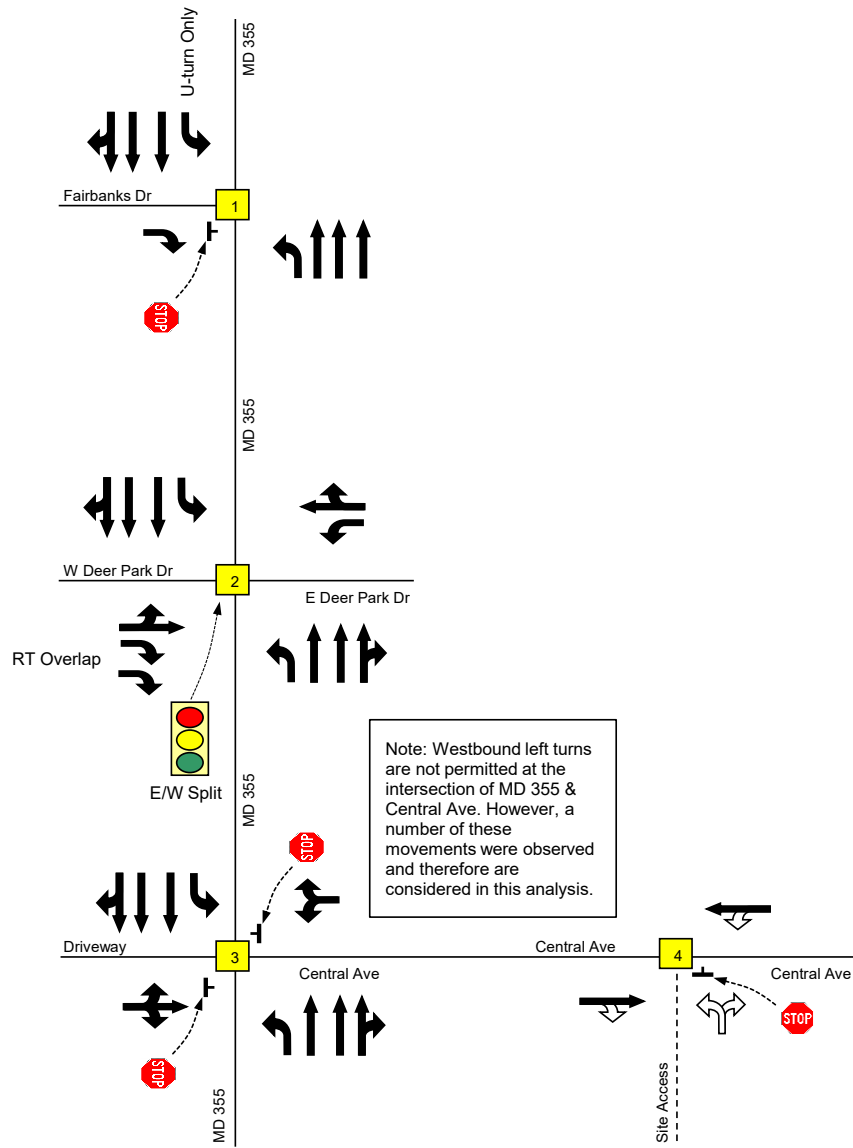 U-turn Only
MD 355
Fairbanks Dr
1
STOP
MD 355
W Deer Park Dr
2
E Deer Park Dr
RT Overlap
E/W Split
MD 355
Note: Westbound left turns
are not permitted at the
intersection of MD 355 &
Central Ave. However, a
number of these
movements were observed
and therefore are
considered in this analysis.
STOP
Driveway
3
Central Ave
Central Ave
4
Central Ave
STOP
STOP
MD 355
Site Access